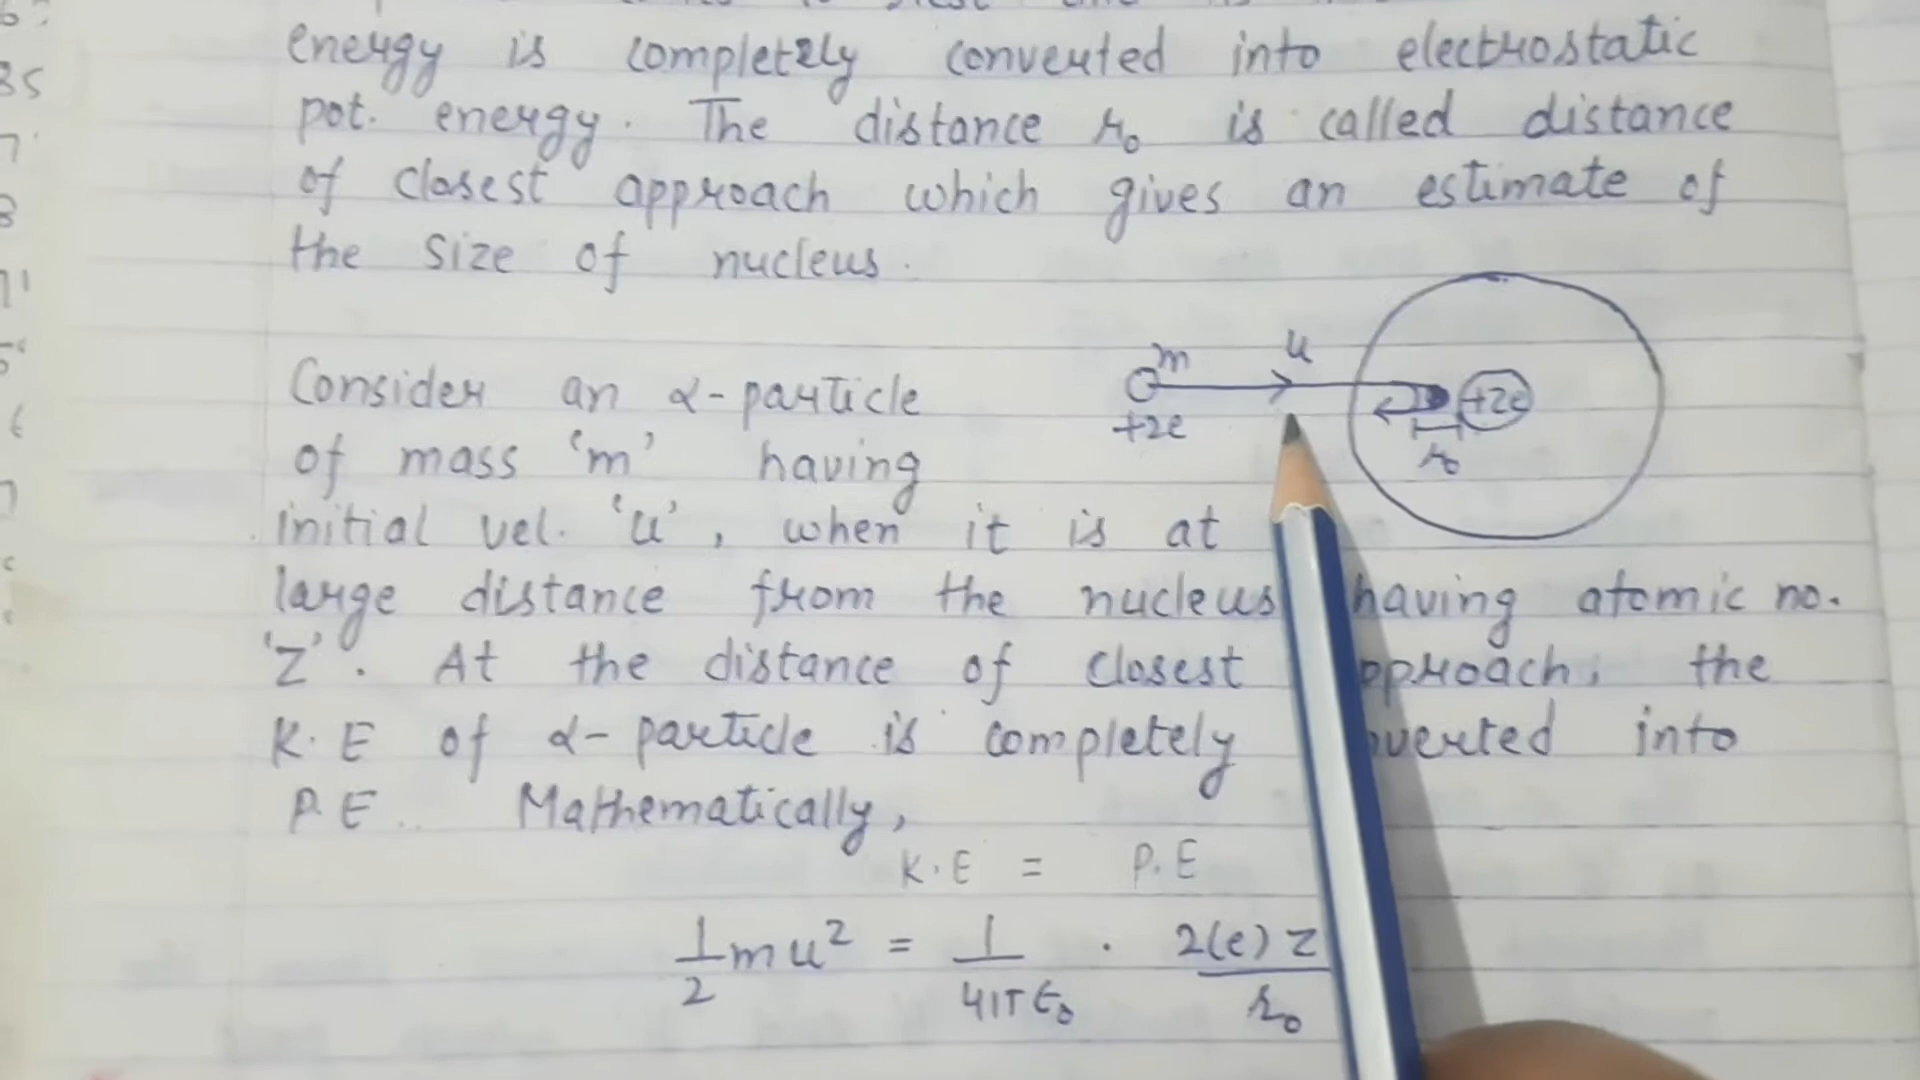 energy is completely converted into electrostatic
pot. energy. The distance r₀ is called distance
of closest approach which gives an estimate of
the size of nucleus.
m u
+2e +Ze
r₀
Consider an α-particle
of mass 'm' having
initial vel. 'u', when it is at
large distance from the nucleus having atomic no.
'Z'. At the distance of closest pproach, the
K.E of α-particle is completely verted into
P.E. Mathematically,
K.E = P.E
1/2 mu² = 1/4πε₀ · 2(e) Z/r₀